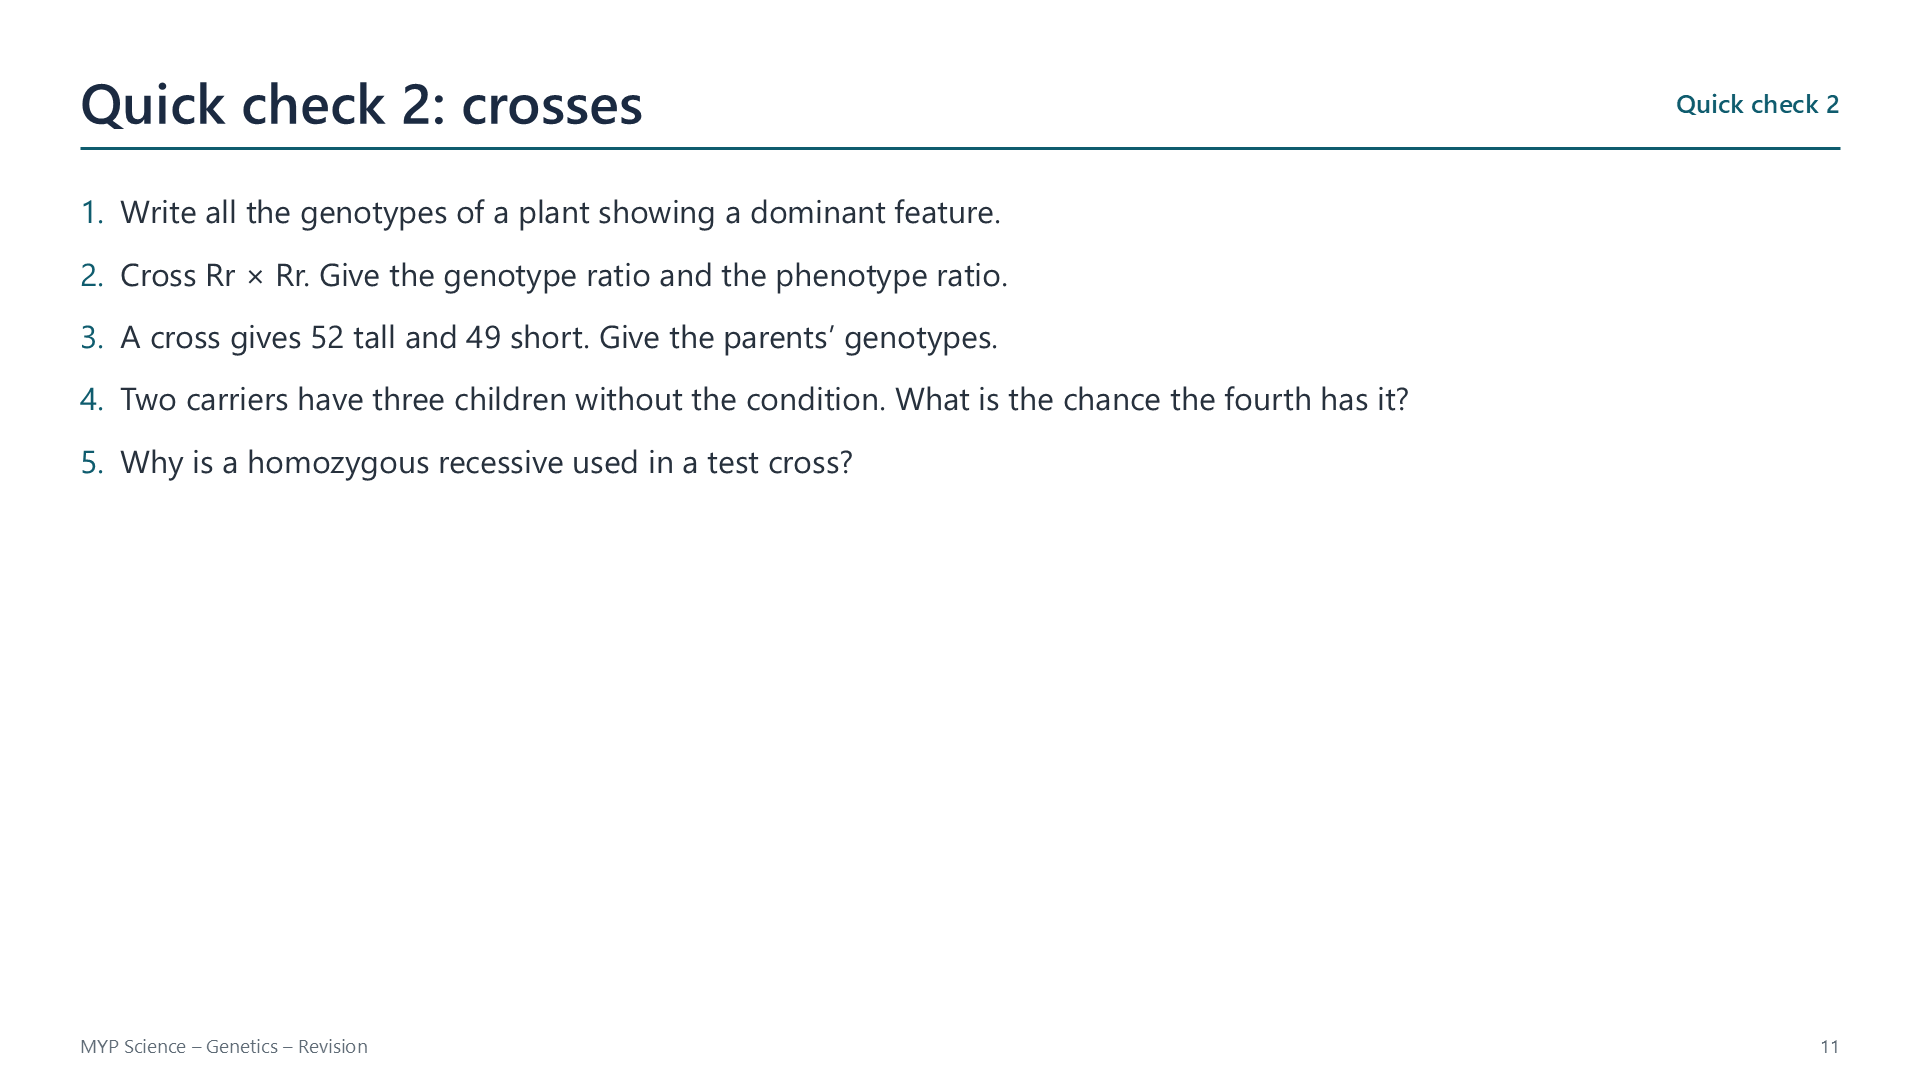 Quick check 2: crosses
Quick check 2
1. Write all the genotypes of a plant showing a dominant feature.
2. Cross Rr × Rr. Give the genotype ratio and the phenotype ratio.
3. A cross gives 52 tall and 49 short. Give the parents’ genotypes.
4. Two carriers have three children without the condition. What is the chance the fourth has it?
5. Why is a homozygous recessive used in a test cross?
MYP Science – Genetics – Revision
11